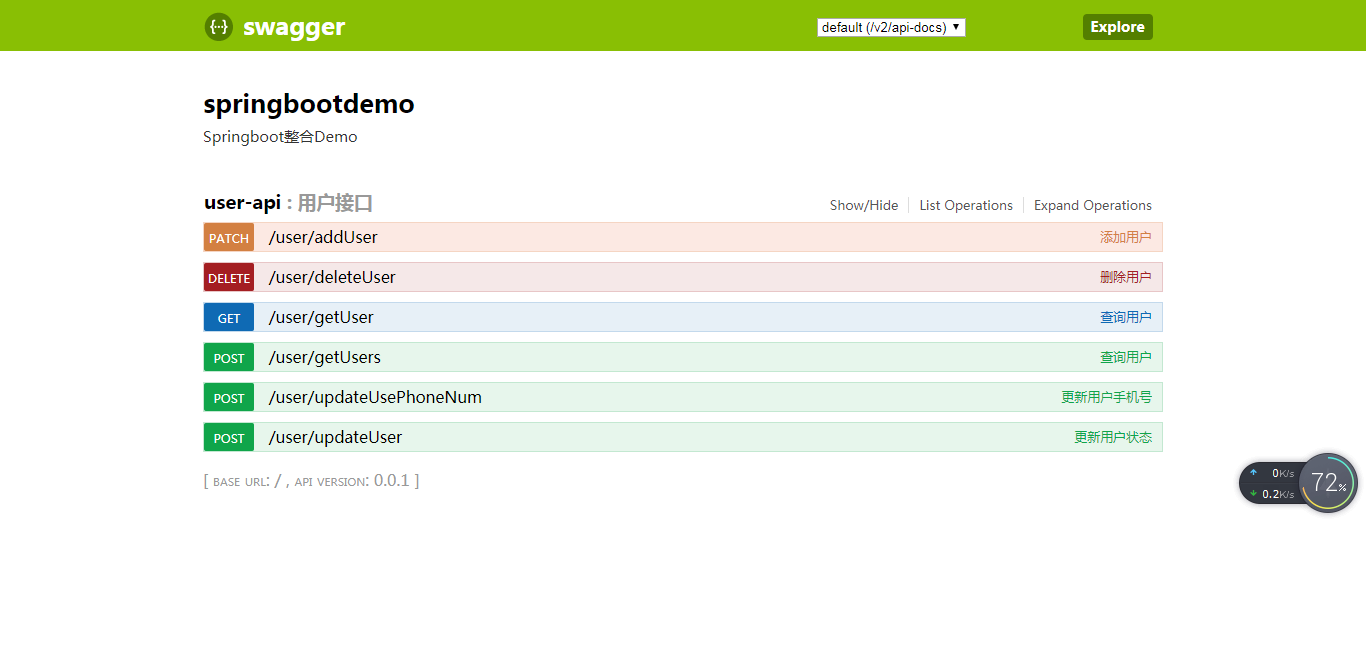 {···} swagger default (/v2/api-docs) ▼ Explore
springbootdemo
Springboot整合Demo
user-api : 用户接口 Show/Hide List Operations Expand Operations
PATCH /user/addUser 添加用户
DELETE /user/deleteUser 删除用户
GET /user/getUser 查询用户
POST /user/getUsers 查询用户
POST /user/updateUsePhoneNum 更新用户手机号
POST /user/updateUser 更新用户状态
[ BASE URL: / , API VERSION: 0.0.1 ]
0K/s
0.2K/s
72%